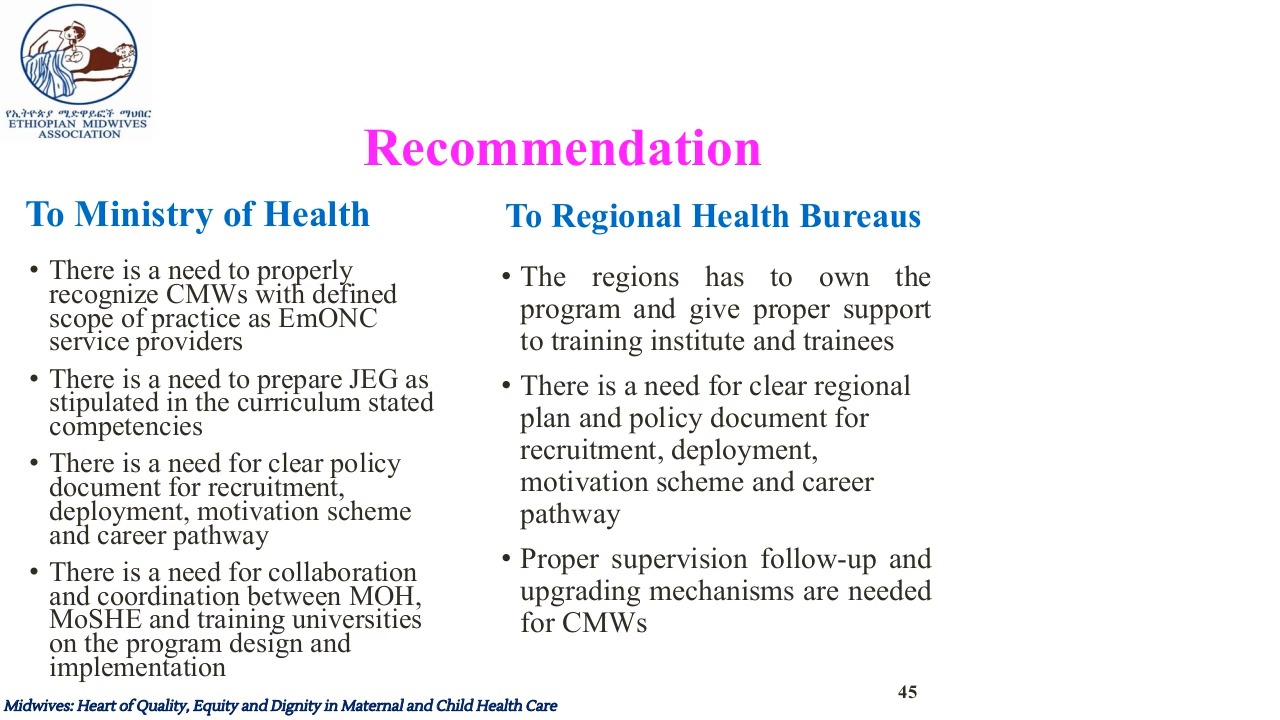 የኢትዮጵያ ሚድዋይፎች ማህበር
ETHIOPIAN MIDWIVES
ASSOCIATION
Recommendation
To Ministry of Health
• There is a need to properly
recognize CMWs with defined
scope of practice as EmONC
service providers
• There is a need to prepare JEG as
stipulated in the curriculum stated
competencies
• There is a need for clear policy
document for recruitment,
deployment, motivation scheme
and career pathway
• There is a need for collaboration
and coordination between MOH,
MoSHE and training universities
on the program design and
implementation
To Regional Health Bureaus
• The regions has to own the
program and give proper support
to training institute and trainees
• There is a need for clear regional
plan and policy document for
recruitment, deployment,
motivation scheme and career
pathway
• Proper supervision follow-up and
upgrading mechanisms are needed
for CMWs
Midwives: Heart of Quality, Equity and Dignity in Maternal and Child Health Care
45